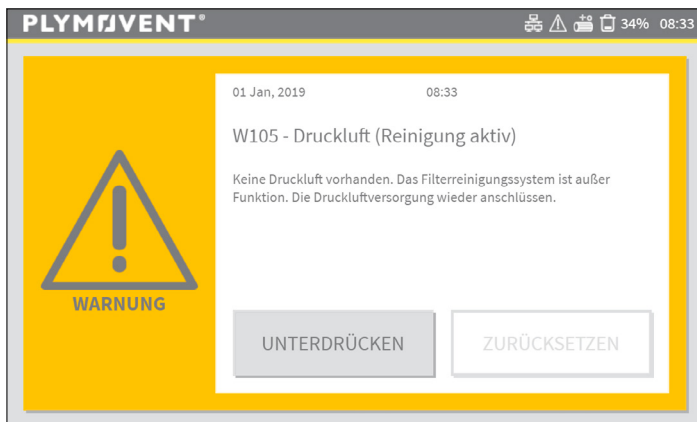 PLYMOVENT®
34% 08:33
01 Jan, 2019 08:33
W105 - Druckluft (Reinigung aktiv)
Keine Druckluft vorhanden. Das Filterreinigungssystem ist außer
Funktion. Die Druckluftversorgung wieder anschlüssen.
WARNUNG
UNTERDRÜCKEN
ZURÜCKSETZEN